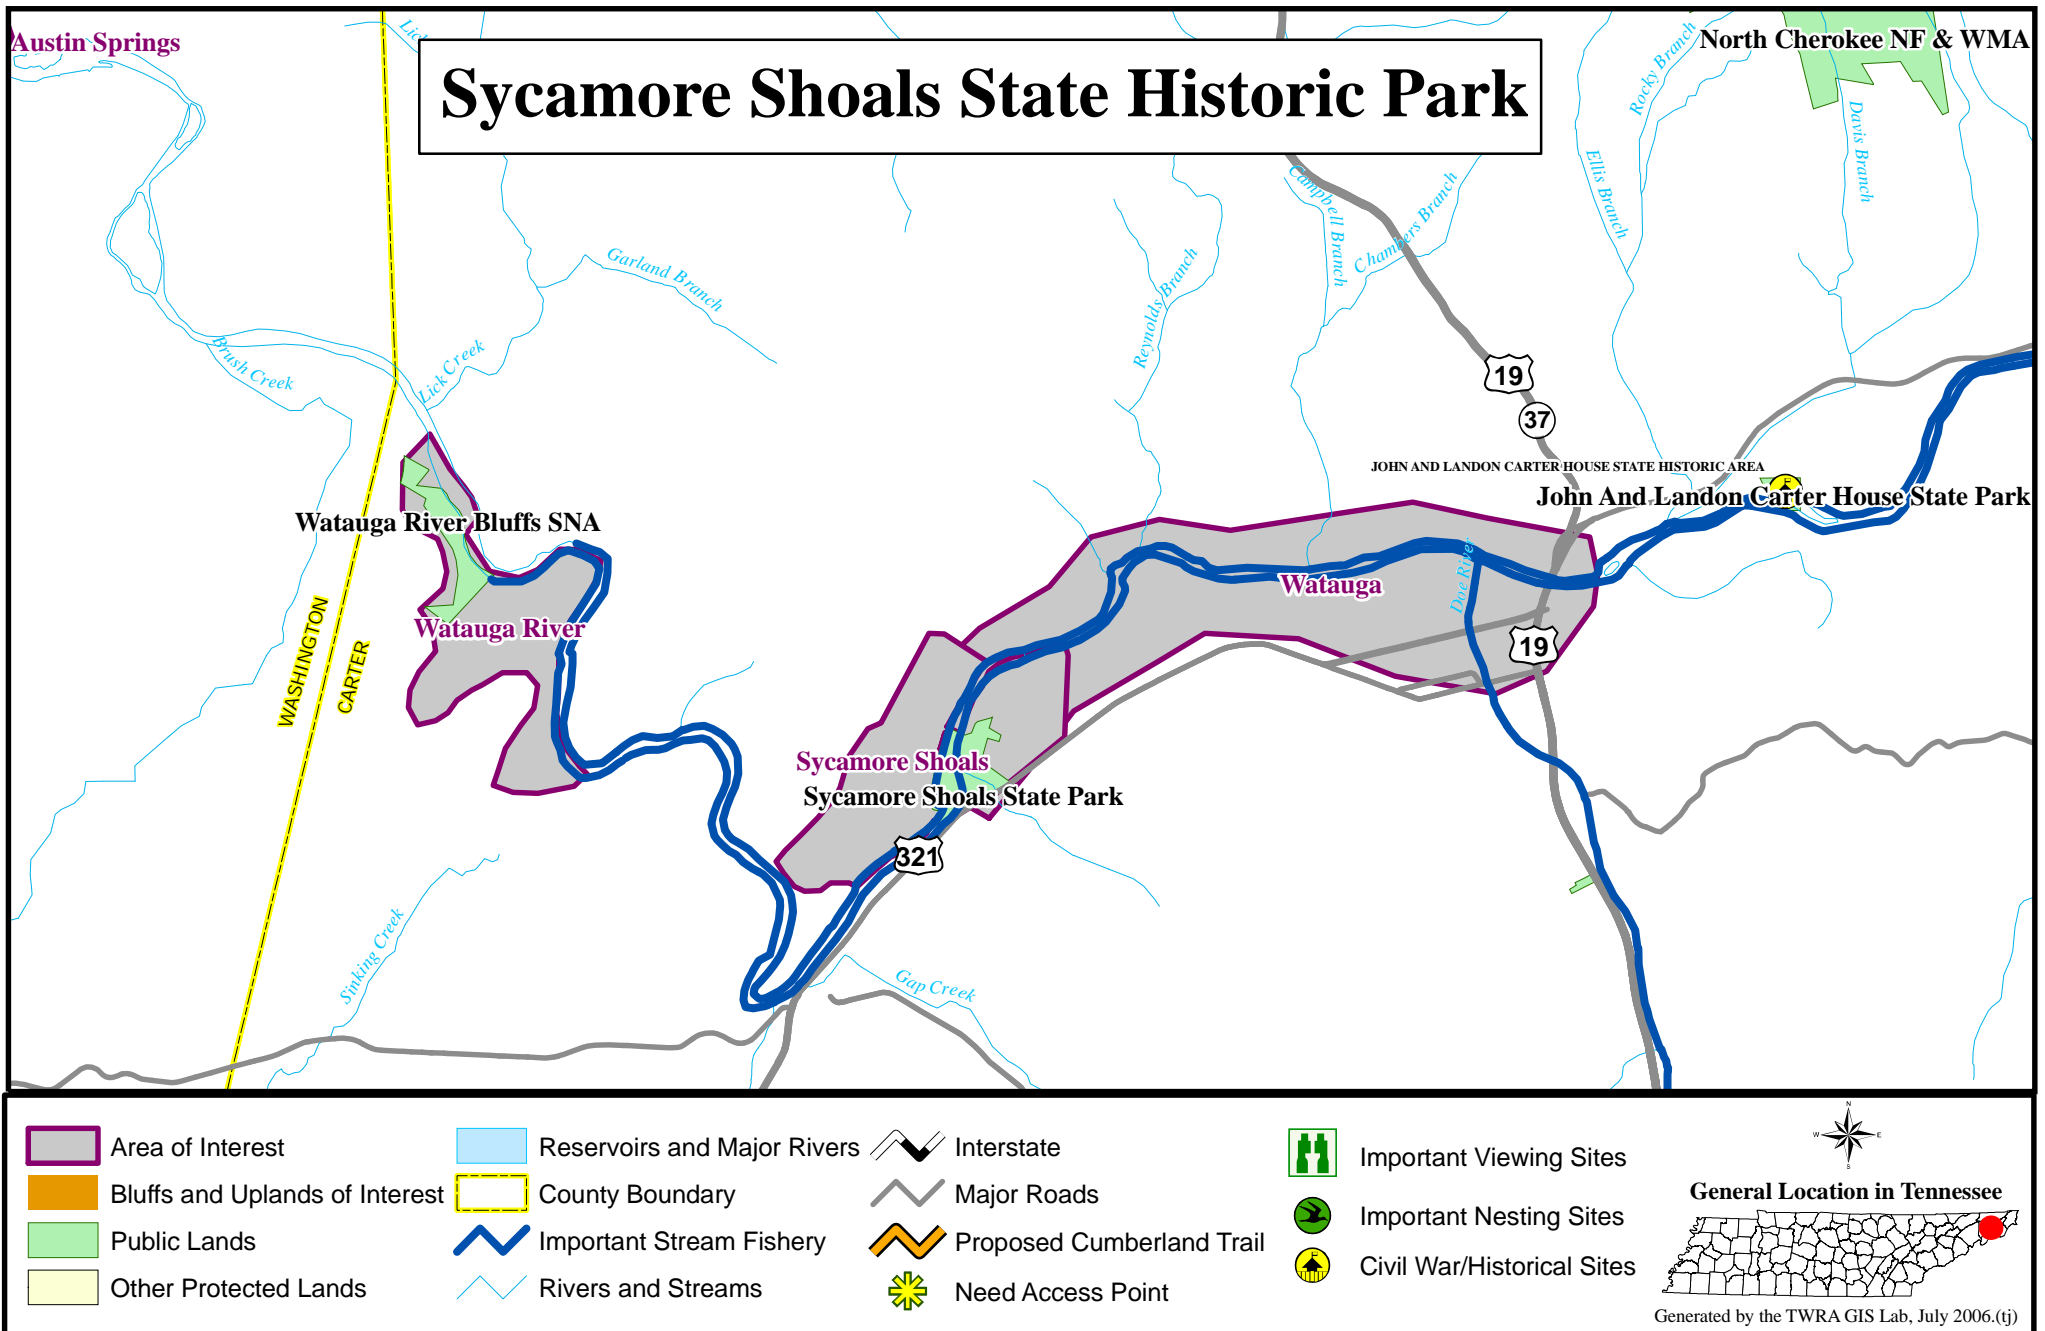 Austin Springs
Lick
North Cherokee NF & WMA
Sycamore Shoals State Historic Park
Rocky Branch
Davis Branch
Ellis Branch
Campbell Branch
Chambers Branch
Garland Branch
Reynolds Branch
Brush Creek
Lick Creek
19
37
JOHN AND LANDON CARTER HOUSE STATE HISTORIC AREA
John And Landon Carter House State Park
Watauga River Bluffs SNA
Watauga River
Watauga
Doe River
19
WASHINGTON
CARTER
Sycamore Shoals
Sycamore Shoals State Park
321
Sinking Creek
Gap Creek
Area of Interest
Bluffs and Uplands of Interest
Public Lands
Other Protected Lands
Reservoirs and Major Rivers
County Boundary
Important Stream Fishery
Rivers and Streams
Interstate
Major Roads
Proposed Cumberland Trail
Need Access Point
Important Viewing Sites
Important Nesting Sites
Civil War/Historical Sites
N
W
E
S
General Location in Tennessee
Generated by the TWRA GIS Lab, July 2006.(tj)